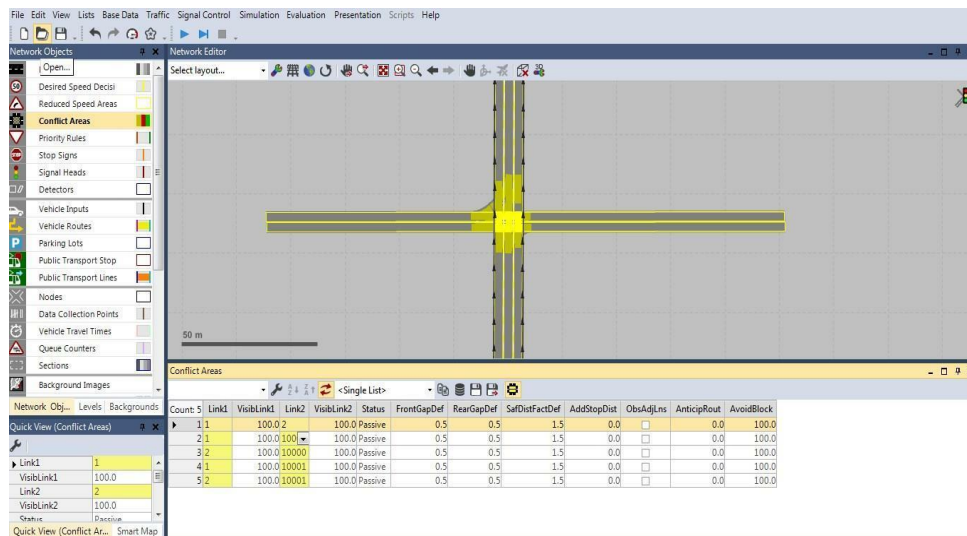 File Edit View Lists Base Data Traffic Signal Control Simulation Evaluation Presentation Scripts Help
Network Objects
Network Editor
Open...
Select layout...
50
Desired Speed Decisi
Reduced Speed Areas
Conflict Areas
Priority Rules
STOP Stop Signs
Signal Heads
Detectors
Vehicle Inputs
Vehicle Routes
P Parking Lots
Public Transport Stop
Public Transport Lines
Nodes
Data Collection Points
Vehicle Travel Times
Queue Counters
Sections
Background Images
50 m
Network Obj... Levels Backgrounds
Quick View (Conflict Areas)
Link1 1
VisibLink1 100.0
Link2 2
VisibLink2 100.0
Status Passive
Quick View (Conflict Ar... Smart Map
Conflict Areas
<Single List>
Count: 5 Link1 VisibLink1 Link2 VisibLink2 Status FrontGapDef RearGapDef SafDistFactDef AddStopDist ObsAdjLns AnticipRout AvoidBlock
1 1 100.0 2 100.0 Passive 0.5 0.5 1.5 0.0 0.0 100.0
2 1 100.0 100 100.0 Passive 0.5 0.5 1.5 0.0 0.0 100.0
3 2 100.0 10000 100.0 Passive 0.5 0.5 1.5 0.0 0.0 100.0
4 1 100.0 10001 100.0 Passive 0.5 0.5 1.5 0.0 0.0 100.0
5 2 100.0 10001 100.0 Passive 0.5 0.5 1.5 0.0 0.0 100.0